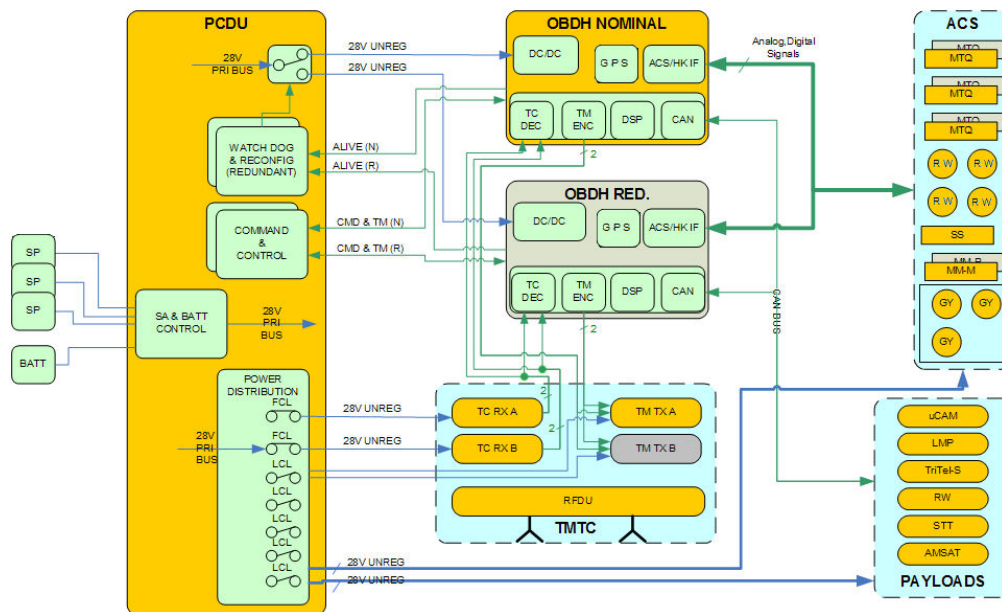 PCDU
28V
PRI BUS
WATCH DOG
& RECONFIG
(REDUNDANT)
COMMAND
&
CONTROL
SP
SP
SP
BATT
SA & BATT
CONTROL
28V
PRI
BUS
POWER
DISTRIBUTION
FCL
FCL
LCL
LCL
LCL
LCL
28V
PRI
BUS
28V UNREG
28V UNREG
ALIVE (N)
ALIVE (R)
CMD & TM (N)
CMD & TM (R)
28V UNREG
28V UNREG
28V UNREG
28V UNREG
OBDH NOMINAL
DC/DC
G P S
ACS/HK IF
TC
DEC
TM
ENC
DSP
CAN
2
OBDH RED.
DC/DC
G P S
ACS/HK IF
TC
DEC
TM
ENC
DSP
CAN
2
2
2
TC RX A
TC RX B
TM TX A
TM TX B
RFDU
TMTC
Analog,Digital
Signals
CAN BUS
ACS
MTQ
MTQ
MTQ
MTQ
MTQ
MTQ
R W
R W
R W
R W
SS
MM-R
MM-M
GY
GY
GY
uCAM
LMP
TriTel-S
RW
STT
AMSAT
PAYLOADS